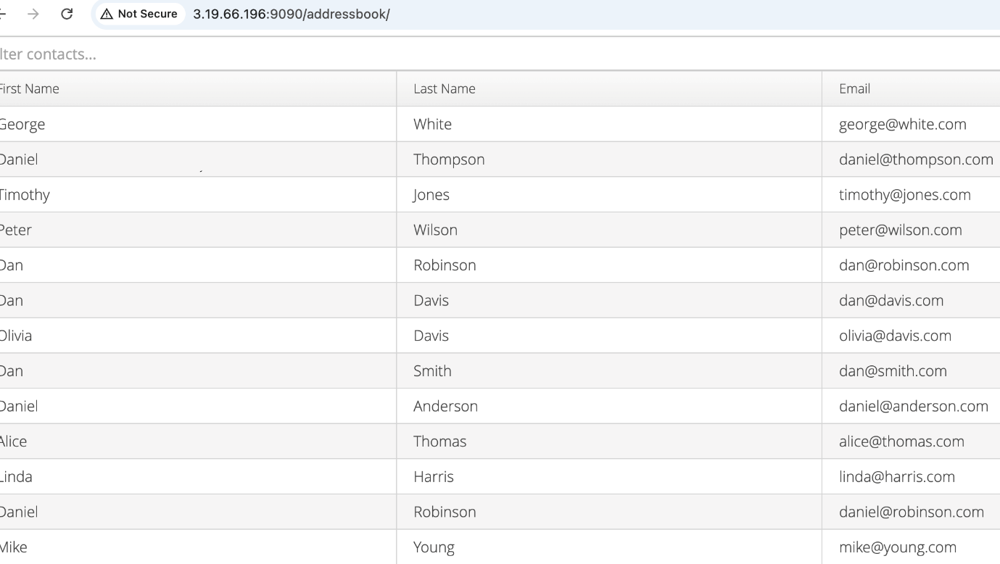 Not Secure 3.19.66.196:9090/addressbook/
lter contacts...
First Name Last Name Email
George White george@white.com
Daniel Thompson daniel@thompson.com
Timothy Jones timothy@jones.com
Peter Wilson peter@wilson.com
Dan Robinson dan@robinson.com
Dan Davis dan@davis.com
Olivia Davis olivia@davis.com
Dan Smith dan@smith.com
Daniel Anderson daniel@anderson.com
Alice Thomas alice@thomas.com
Linda Harris linda@harris.com
Daniel Robinson daniel@robinson.com
Mike Young mike@young.com